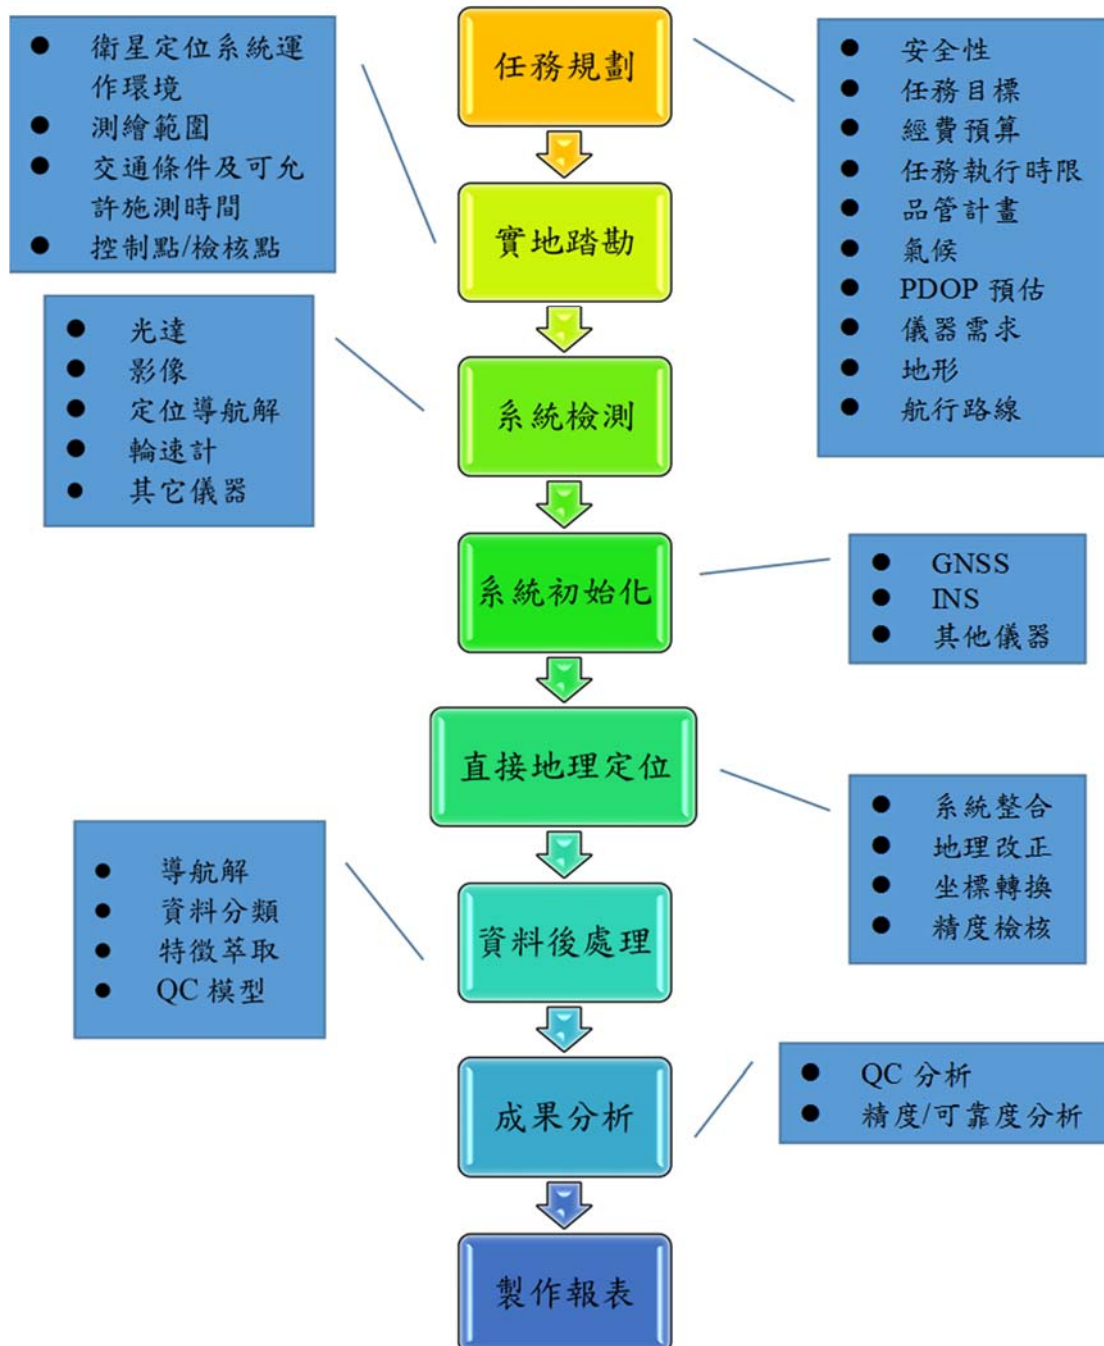 任務規劃
安全性
任務目標
經費預算
任務執行時限
品管計畫
氣候
PDOP 預估
儀器需求
地形
航行路線
實地踏勘
衛星定位系統運
作環境
測繪範圍
交通條件及可允
許施測時間
控制點/檢核點
系統檢測
光達
影像
定位導航解
輪速計
其它儀器
系統初始化
GNSS
INS
其他儀器
直接地理定位
系統整合
地理改正
坐標轉換
精度檢核
資料後處理
導航解
資料分類
特徵萃取
QC 模型
成果分析
QC 分析
精度/可靠度分析
製作報表